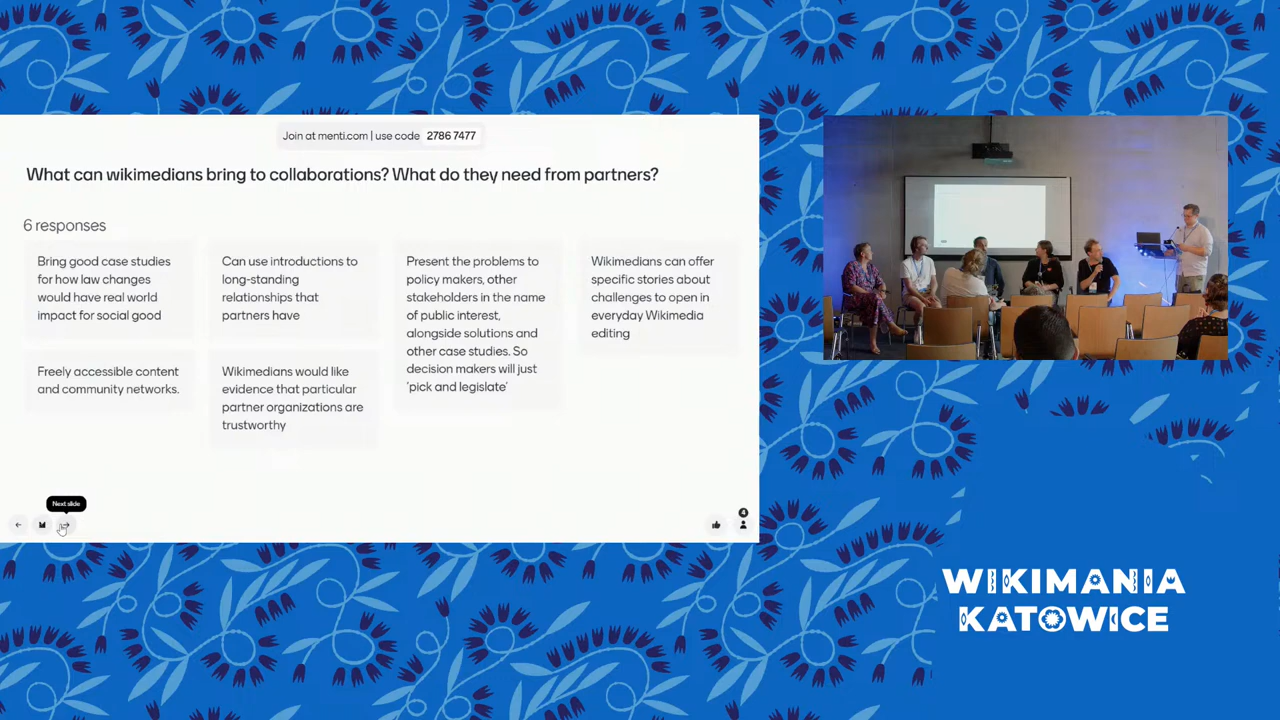 Join at menti.com | use code 2786 7477
What can wikimedians bring to collaborations? What do they need from partners?
6 responses
Bring good case studies
for how law changes
would have real world
impact for social good
Freely accessible content
and community networks.
Can use introductions to
long-standing
relationships that
partners have
Wikimedians would like
evidence that particular
partner organizations are
trustworthy
Present the problems to
policy makers, other
stakeholders in the name
of public interest,
alongside solutions and
other case studies. So
decision makers will just
'pick and legislate'
Wikimedians can offer
specific stories about
challenges to open in
everyday Wikimedia
editing
Next slide
4
WIKIMANIA
KATOWICE